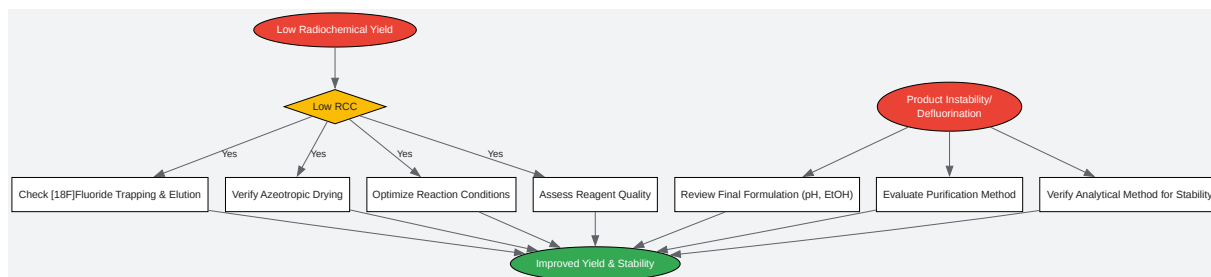 Low Radiochemical Yield
Low RCC
Product Instability/
Defluorination
Yes
Yes
Yes
Yes
Check [18F]Fluoride Trapping & Elution
Verify Azeotropic Drying
Optimize Reaction Conditions
Assess Reagent Quality
Review Final Formulation (pH, EtOH)
Evaluate Purification Method
Verify Analytical Method for Stability
Improved Yield & Stability